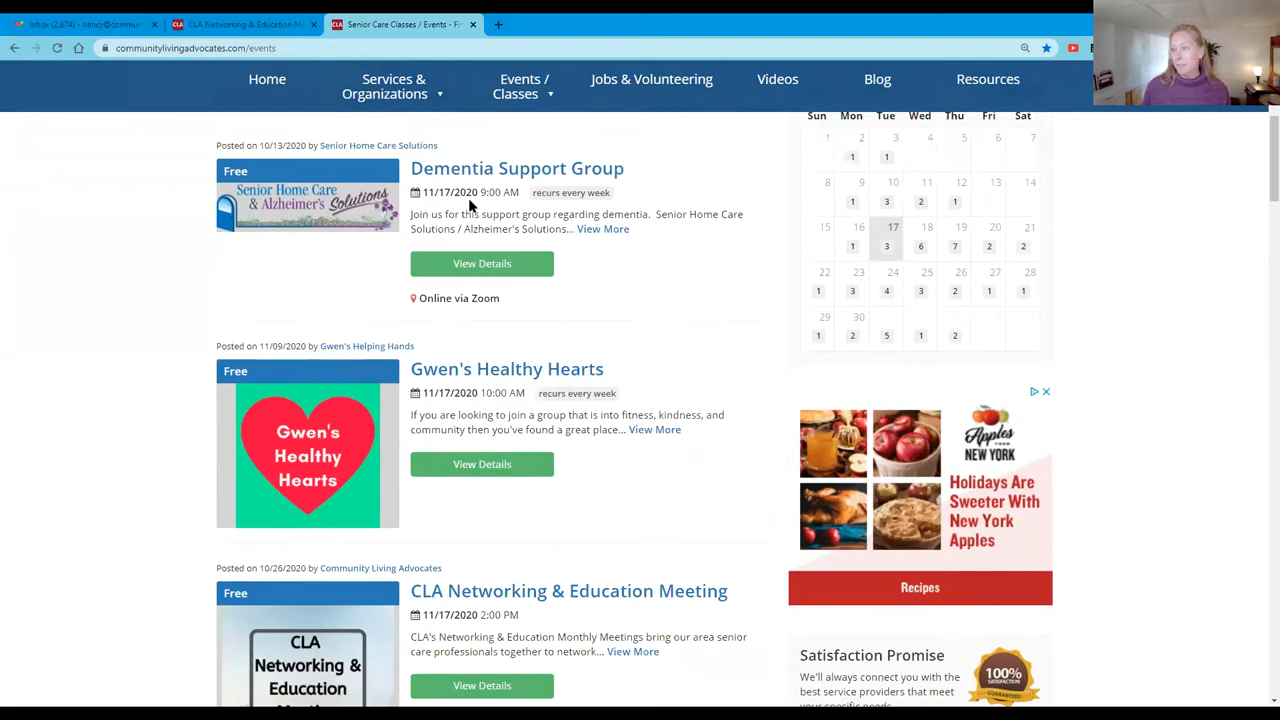 Inbox (2,874) - nancy@commu
CLA Networking & Education M
Senior Care Classes / Events - Fi
communitylivingadvocates.com/events
Home
Services &
Organizations
Events /
Classes
Jobs & Volunteering
Videos
Blog
Resources
Posted on 10/13/2020 by Senior Home Care Solutions
Free
Senior Home Care
& Alzheimer's Solutions
Dementia Support Group
11/17/2020 9:00 AM recurs every week
Join us for this support group regarding dementia. Senior Home Care
Solutions / Alzheimer's Solutions... View More
View Details
Online via Zoom
Posted on 11/09/2020 by Gwen's Helping Hands
Free
Gwen's
Healthy
Hearts
Gwen's Healthy Hearts
11/17/2020 10:00 AM recurs every week
If you are looking to join a group that is into fitness, kindness, and
community then you've found a great place... View More
View Details
Posted on 10/26/2020 by Community Living Advocates
Free
CLA
Networking &
Education
CLA Networking & Education Meeting
11/17/2020 2:00 PM
CLA's Networking & Education Monthly Meetings bring our area senior
care professionals together to network... View More
View Details
Sun Mon Tue Wed Thu Fri Sat
1 2 3 4 5 6 7
1 1
8 9 10 11 12 13 14
1 3 2 1
15 16 17 18 19 20 21
1 3 6 7 2 2
22 23 24 25 26 27 28
1 3 4 3 2 1 1
29 30
1 2 5 1 2
Apples
NEW YORK
Holidays Are
Sweeter With
New York
Apples
Recipes
Satisfaction Promise
We'll always connect you with the
best service providers that meet
your specific needs.
100%
SATISFACTION
GUARANTEED